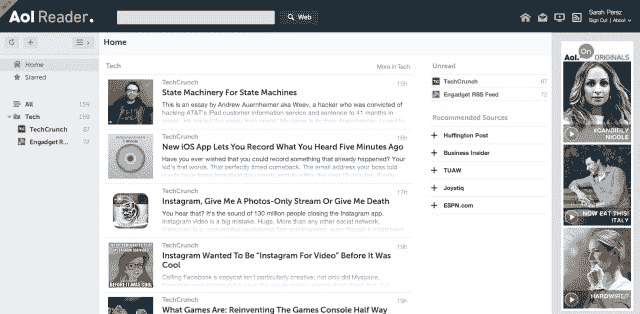 BETA
Aol Reader.
Web
Sarah Perez
Sign Out | About
Home
Starred
All 159
Tech 159
TechCrunch 87
Engadget R... 72
Home
Tech
More in Tech
TechCrunch
15h
State Machinery For State Machines
This is an essay by Andrew Auernheimer aka Weev, a hacker who was convicted of
hacking AT&T's iPad customer information service and sentence to 41 months in
TechCrunch
16h
New iOS App Lets You Record What You Heard Five Minutes Ago
Have you ever wished that you could record something that already happened? Your
kid's first words. That perfectly timed comeback. The email address your boss told
TechCrunch
17h
Instagram, Give Me A Photos-Only Stream Or Give Me Death
You hear that? It's the sound of 130 million people closing the Instagram app.
Instagram video is a big mistake. Huge. More than any other social network,
BEFORE IT WAS COOL
TechCrunch
19h
Instagram Wanted To Be "Instagram For Video" Before It Was
Cool
Calling Facebook a copycat isn't particularly creative; not only did Myspace,
TechCrunch
19h
What Games Are: Reinventing The Games Console Half Way
Unread
TechCrunch 87
Engadget RSS Feed 72
Recommended Sources
Huffington Post
Business Insider
TUAW
Joystiq
ESPN.com
Aol. On ORIGINALS
#CANDIDLY
NICOLE
NOW EAT THIS!
ITALY
HARDWIRED